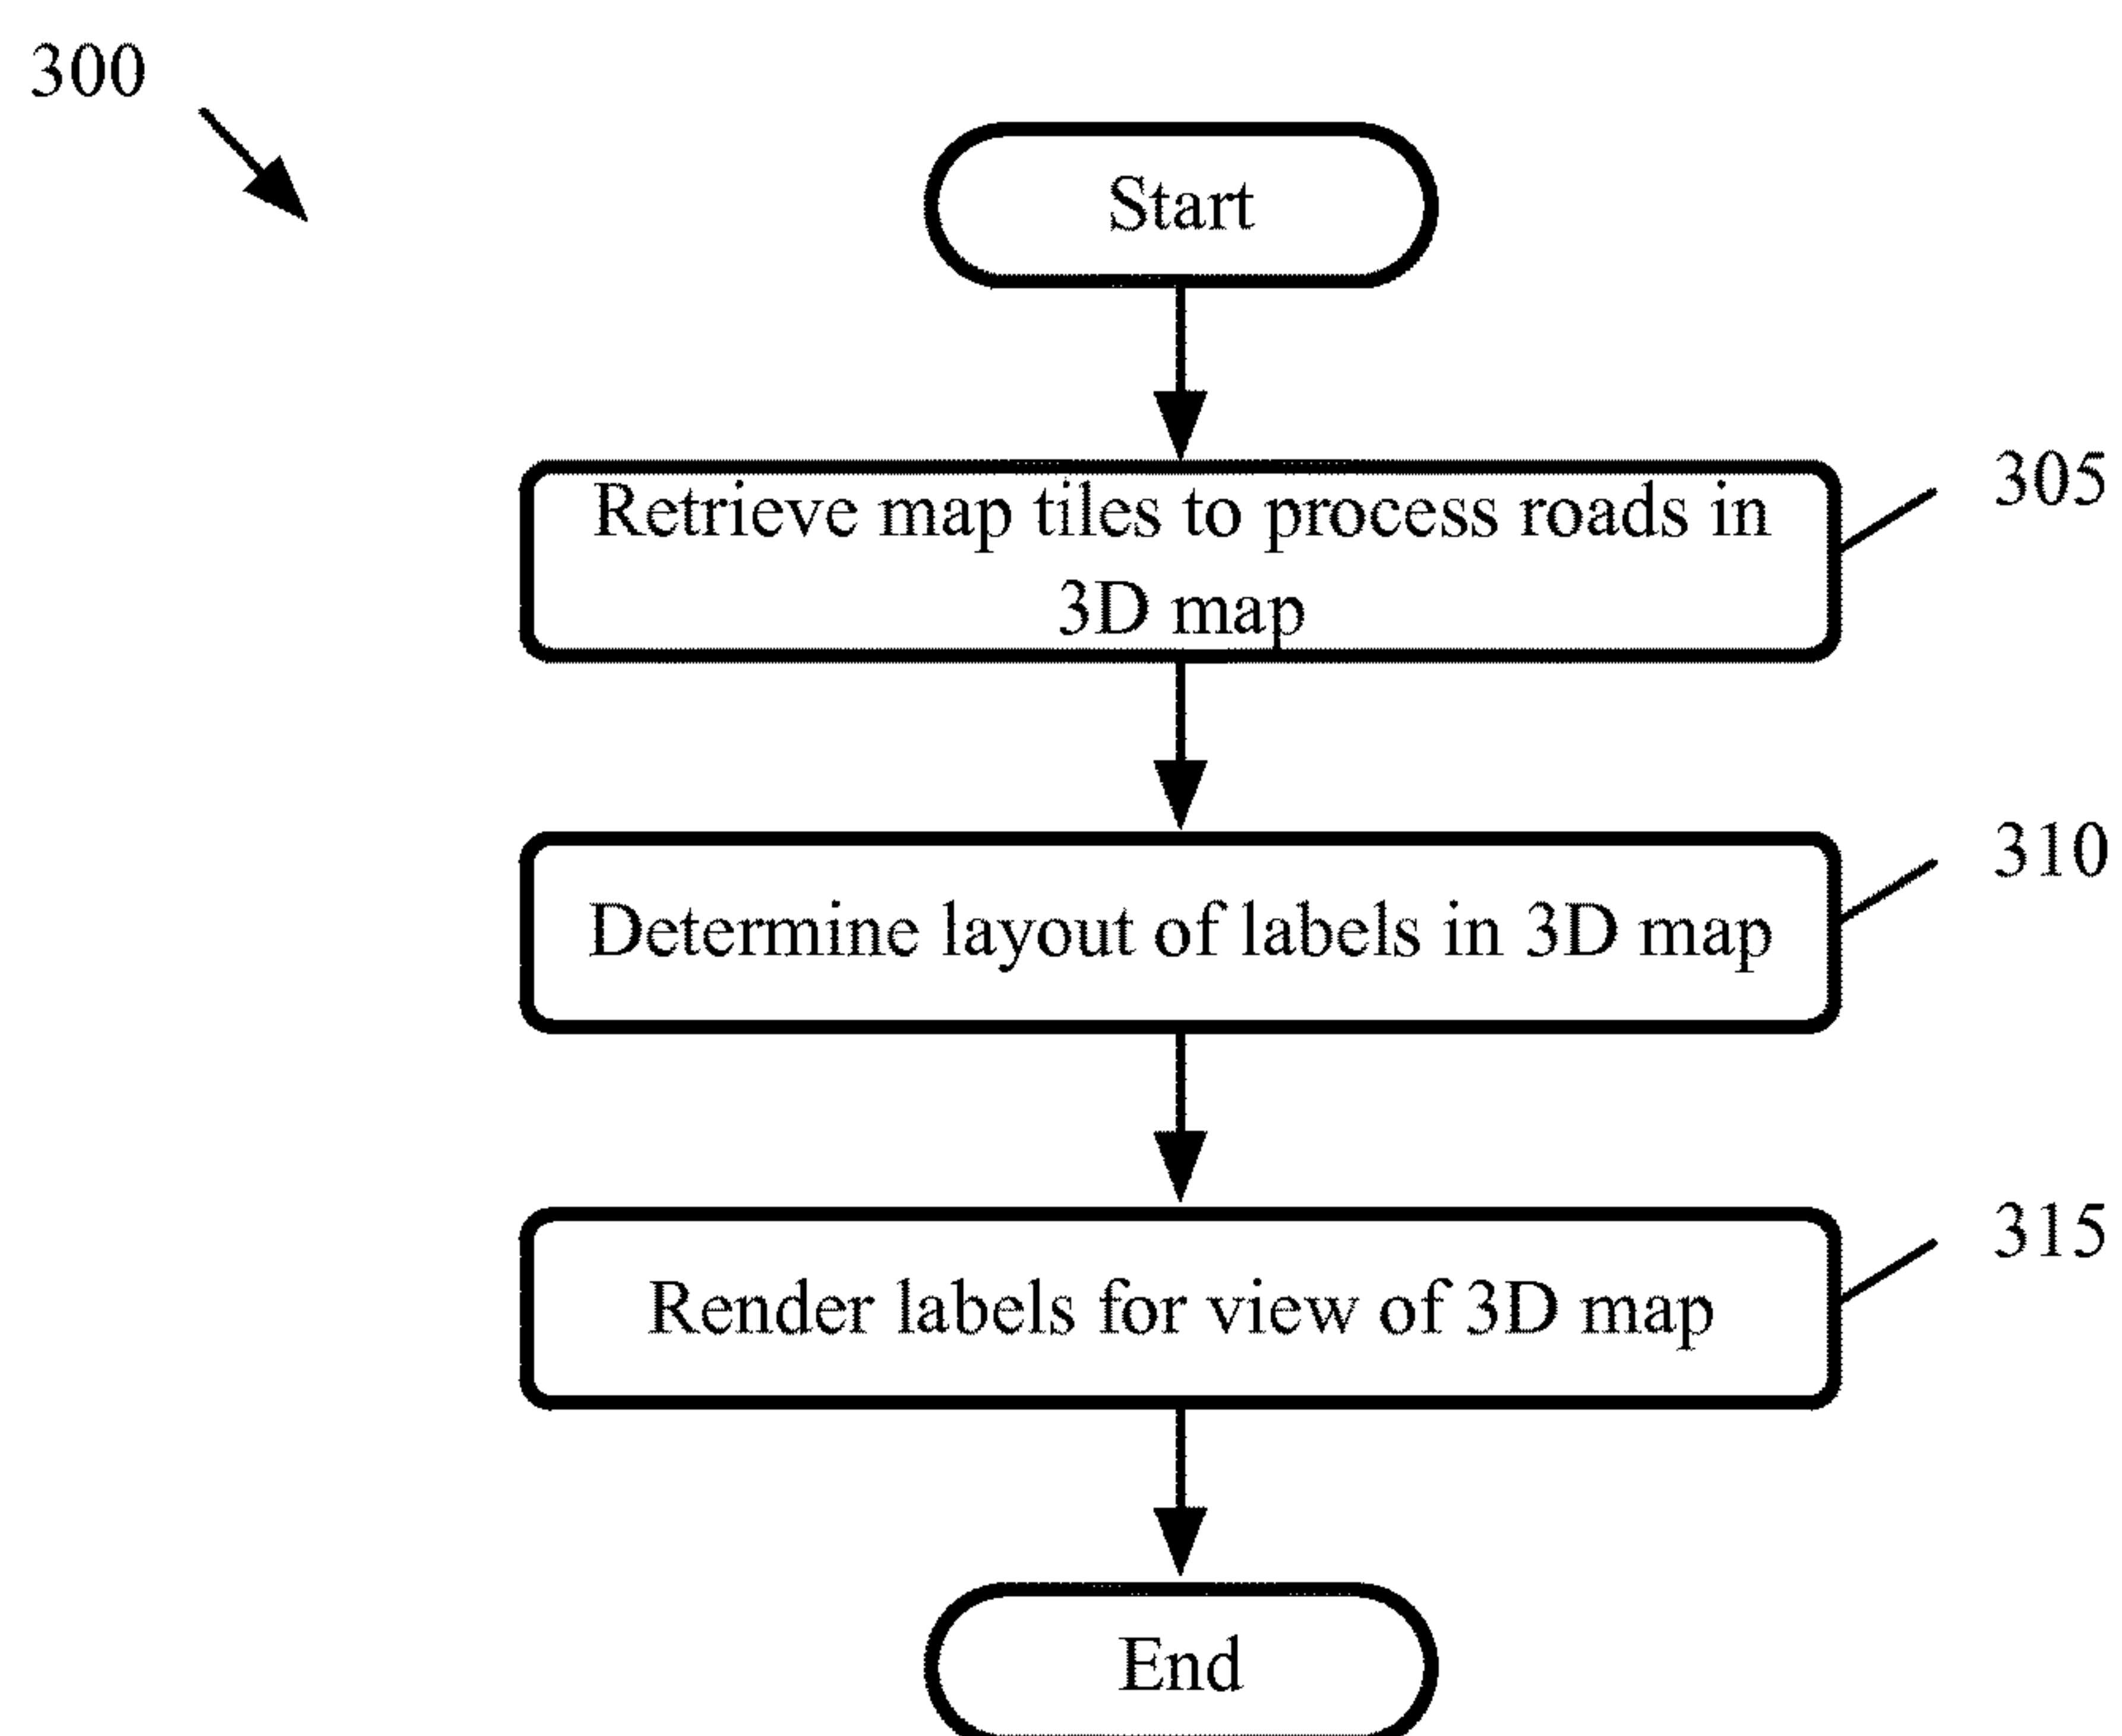 300
Start
Retrieve map tiles to process roads in
3D map
305
Determine layout of labels in 3D map
310
Render labels for view of 3D map
315
End